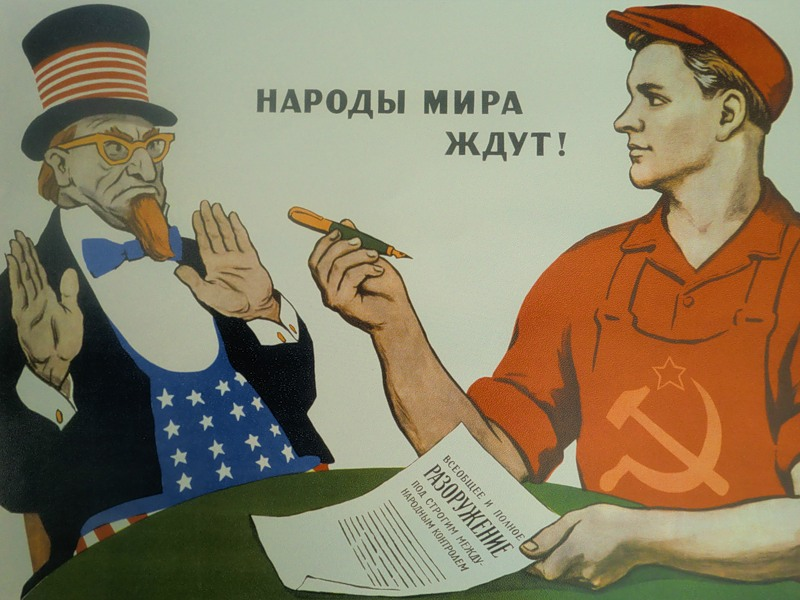 НАРОДЫ МИРА
ЖДУТ!
ВСЕОБЩЕЕ И ПОЛНОЕ
РАЗОРУЖЕНИЕ
ПОД СТРОГИМ МЕЖДУ-
НАРОДНЫМ КОНТРОЛЕМ